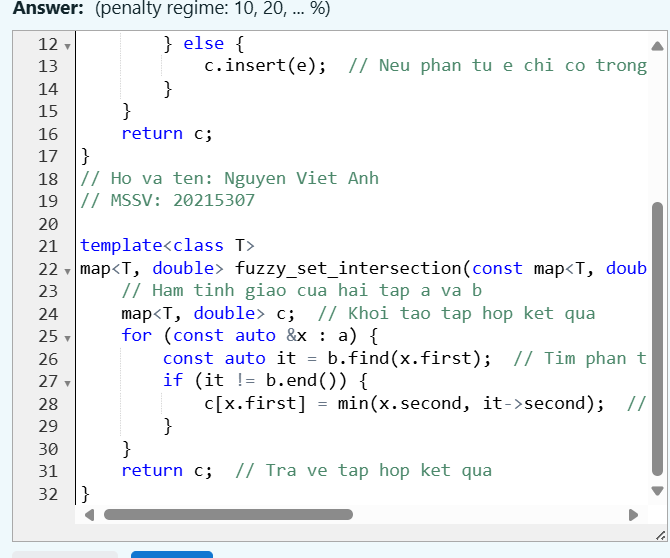 Answer: (penalty regime: 10, 20, ... %)
12 } else {
13 c.insert(e); // Neu phan tu e chi co trong
14 }
15 }
16 return c;
17 }
18 // Ho va ten: Nguyen Viet Anh
19 // MSSV: 20215307
20
21 template<class T>
22 map<T, double> fuzzy_set_intersection(const map<T, doub
23 // Ham tinh giao cua hai tap a va b
24 map<T, double> c; // Khoi tao tap hop ket qua
25 for (const auto &x : a) {
26 const auto it = b.find(x.first); // Tim phan t
27 if (it != b.end()) {
28 c[x.first] = min(x.second, it->second); //
29 }
30 }
31 return c; // Tra ve tap hop ket qua
32 }